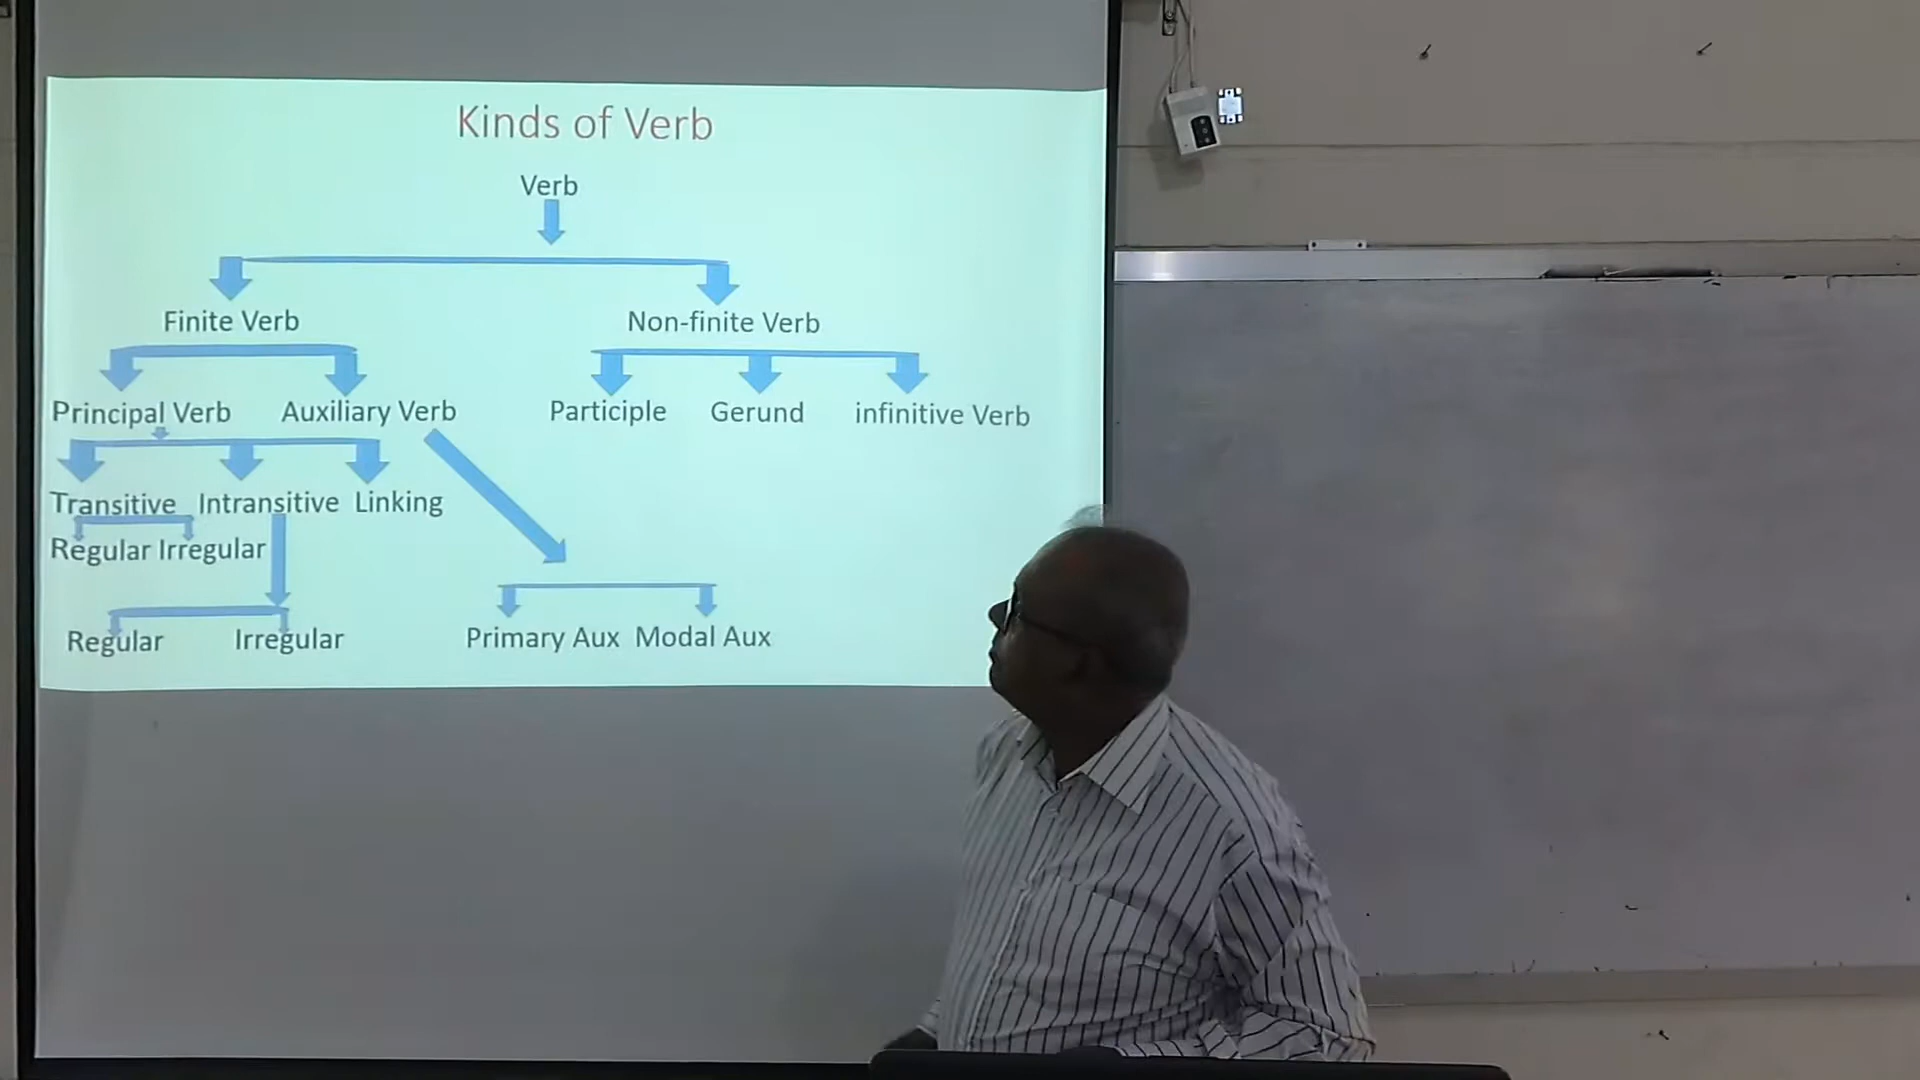 Kinds of Verb
Verb
Finite Verb Non-finite Verb
Principal Verb Auxiliary Verb Participle Gerund infinitive Verb
Transitive Intransitive Linking
Regular Irregular
Regular Irregular Primary Aux Modal Aux